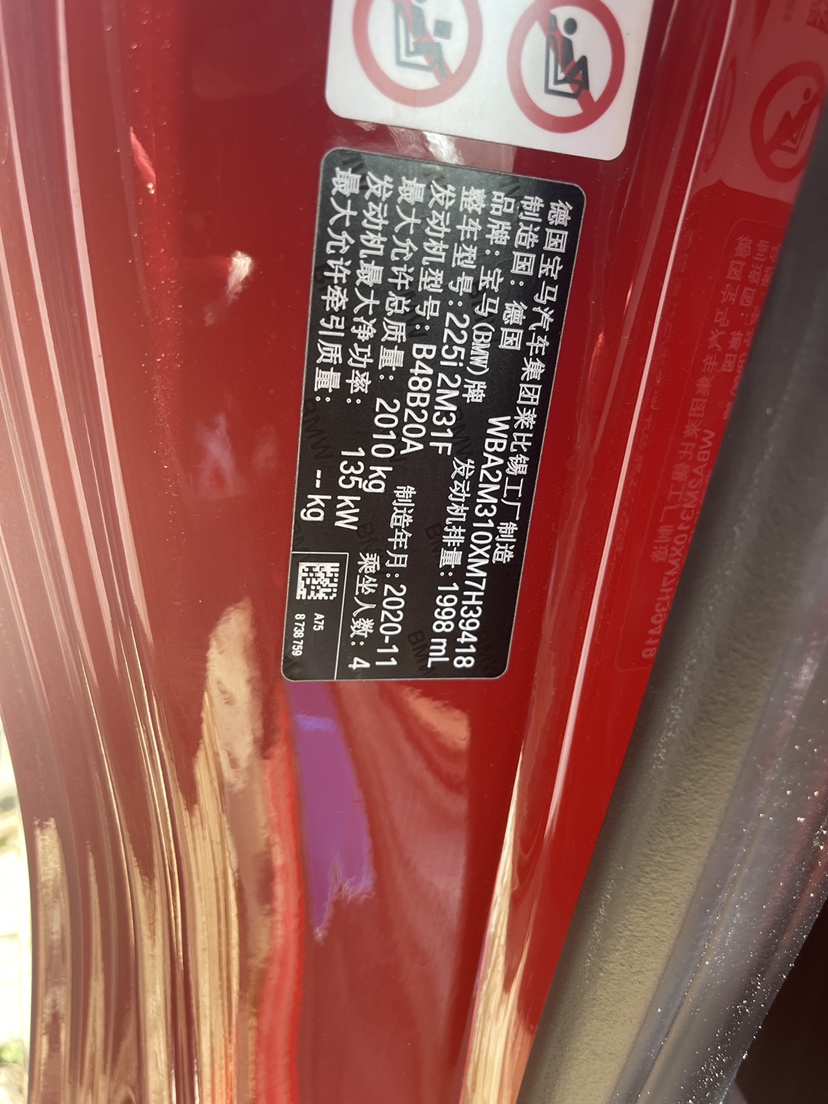 德国宝马汽车集团莱比锡工厂制造
制造国：德国 WBA2M310XM7H39418
品牌：宝马(BMW)牌 发动机排量：1998 mL
整车型号：225i 2M31F
发动机型号：B48B20A 制造年月：2020-11
最大允许总质量：2010 kg 乘坐人数：4
发动机最大净功率：135 kW
最大允许牵引质量：-- kg
A75
8 738 759